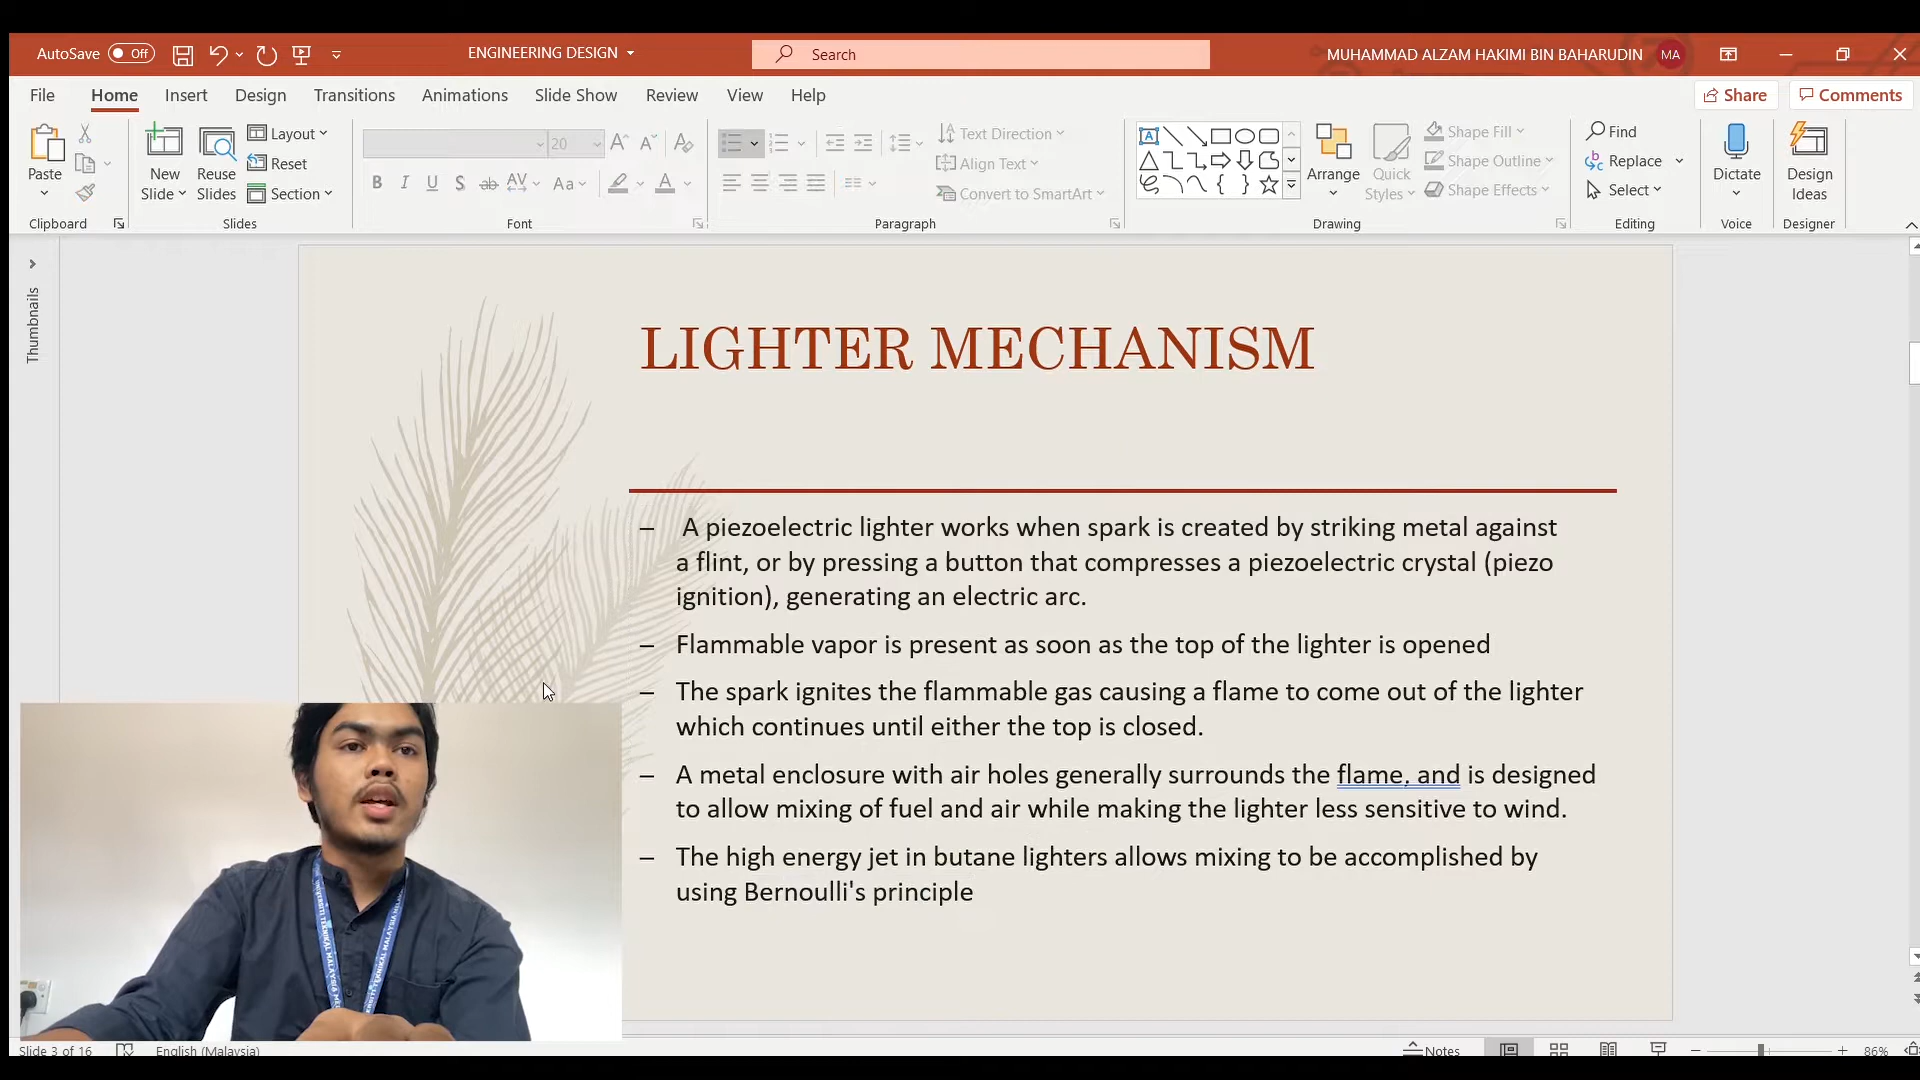 AutoSave Off
ENGINEERING DESIGN
Search
MUHAMMAD ALZAM HAKIMI BIN BAHARUDIN MA
File Home Insert Design Transitions Animations Slide Show Review View Help
Share Comments
Paste
Clipboard
New Slide
Reuse Slides
Layout
Reset
Section
Slides
20
B I U S ab AV Aa A
Font
Text Direction
Align Text
Convert to SmartArt
Paragraph
Arrange
Quick Styles
Shape Fill
Shape Outline
Shape Effects
Drawing
Find
Replace
Select
Editing
Dictate
Voice
Design Ideas
Designer
Thumbnails
LIGHTER MECHANISM
– A piezoelectric lighter works when spark is created by striking metal against
a flint, or by pressing a button that compresses a piezoelectric crystal (piezo
ignition), generating an electric arc.
– Flammable vapor is present as soon as the top of the lighter is opened
– The spark ignites the flammable gas causing a flame to come out of the lighter
which continues until either the top is closed.
– A metal enclosure with air holes generally surrounds the flame, and is designed
to allow mixing of fuel and air while making the lighter less sensitive to wind.
– The high energy jet in butane lighters allows mixing to be accomplished by
using Bernoulli's principle
UNIVERSITI TEKNIKAL MALAYSIA
Slide 3 of 16 English (Malaysia)
Notes
86%